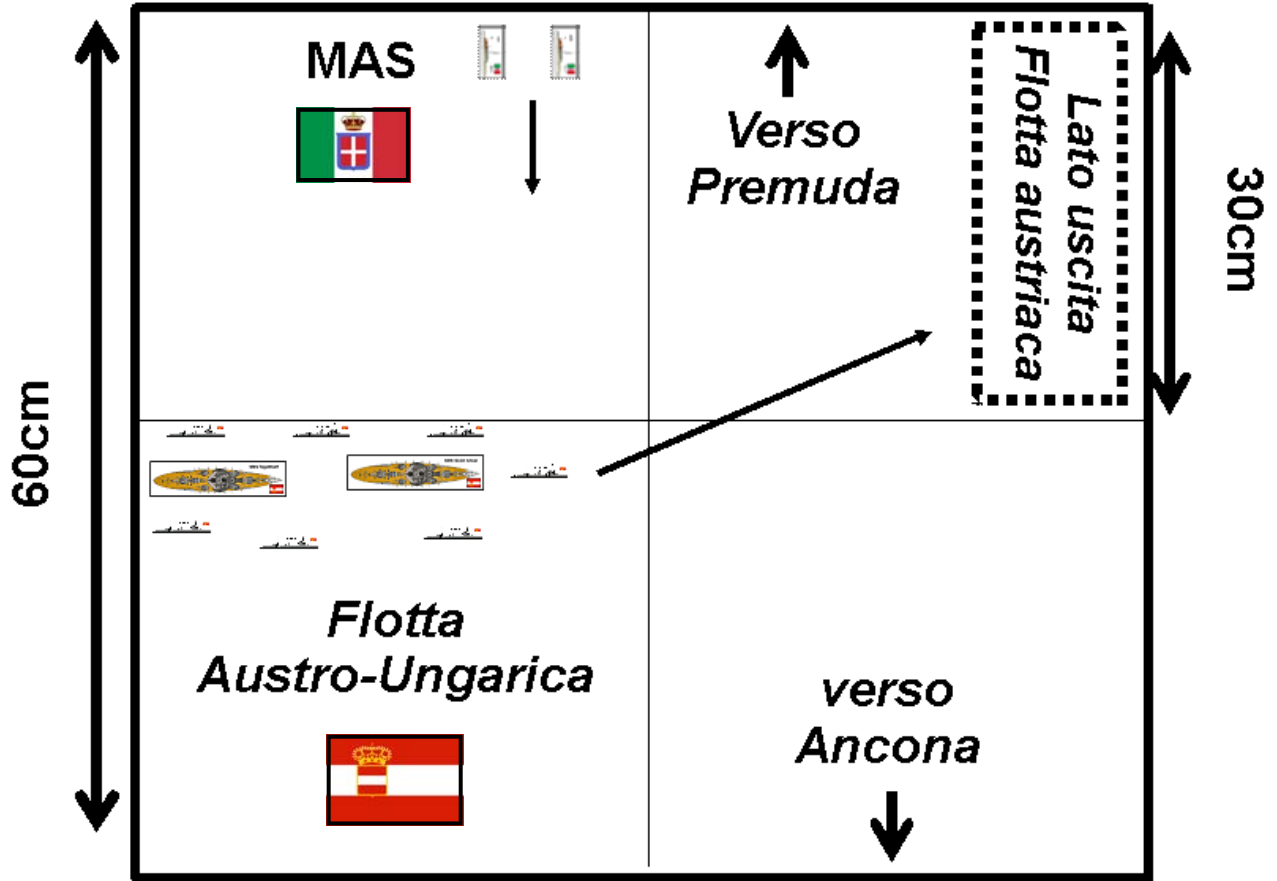 MAS
Verso
Premuda
Lato uscita
Flotta austriaca
30cm
60cm
Flotta
Austro-Ungarica
verso
Ancona